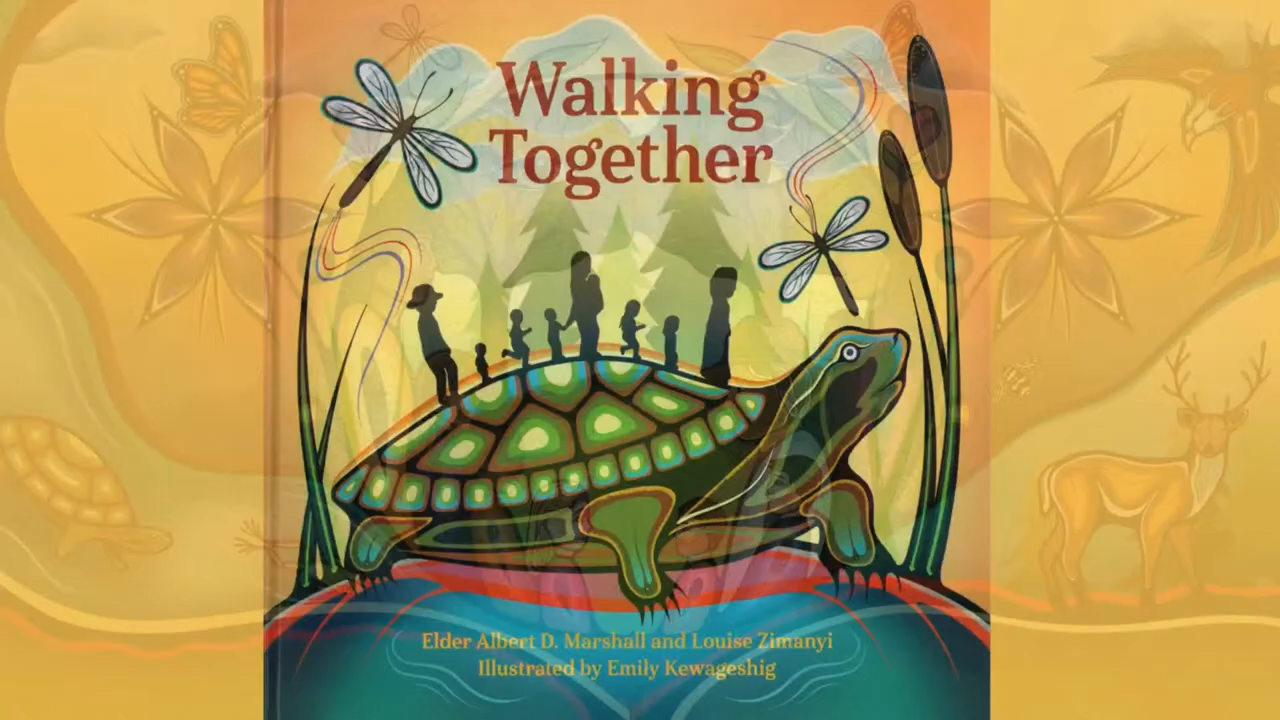 Walking
Together
Elder Albert D. Marshall and Louise Zimanyi
Illustrated by Emily Kewageshig